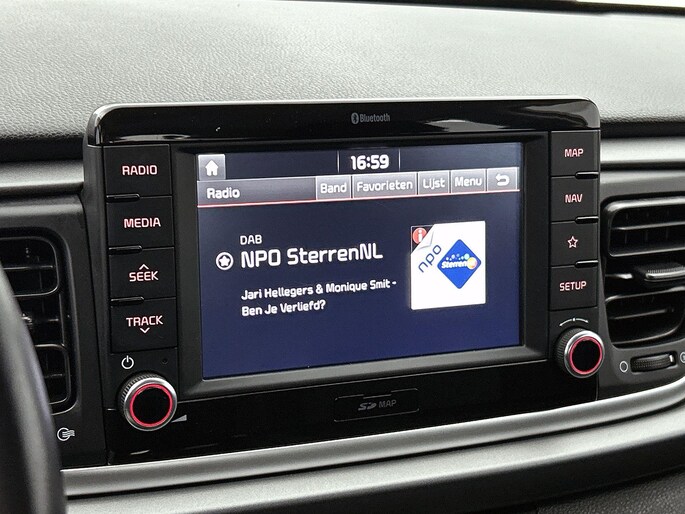 Bluetooth
RADIO
MEDIA
SEEK
TRACK
16:59
Radio
Band
Favorieten
Lijst
Menu
DAB
NPO SterrenNL
Jari Hellegers & Monique Smit -
Ben Je Verliefd?
i
npo
Sterren
MAP
NAV
SETUP
SD MAP